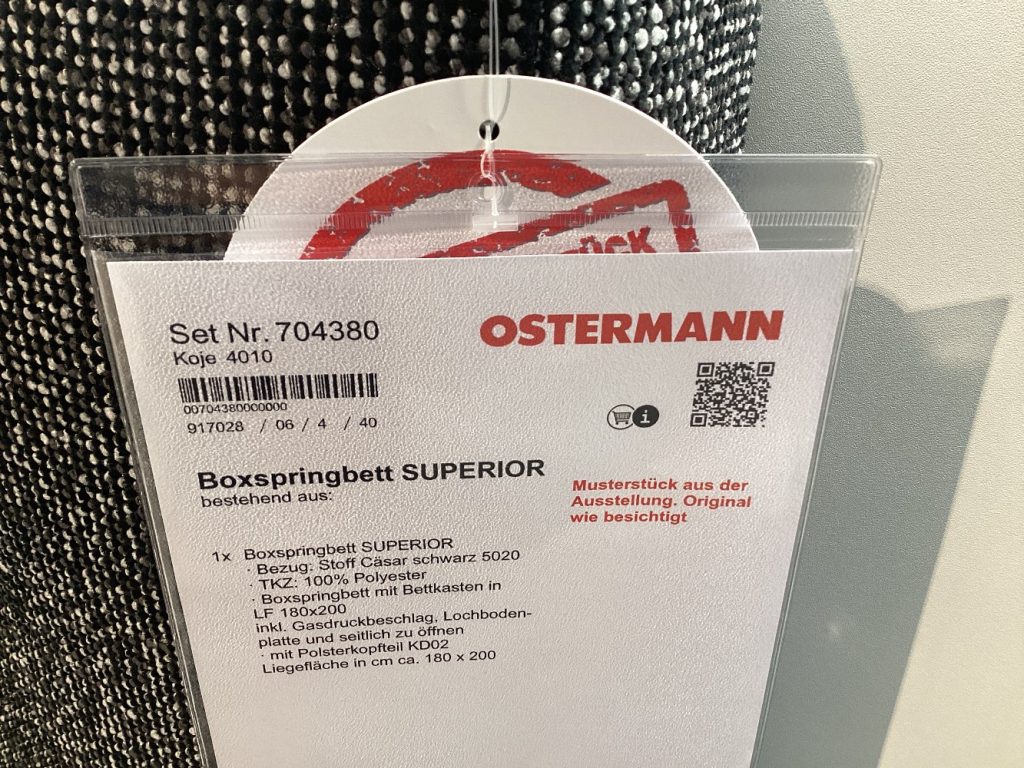 Set Nr. 704380
OSTERMANN
Koje 4010
00704380000000
917028 / 06 / 4 / 40
i
Boxspringbett SUPERIOR
bestehend aus:
Musterstück aus der
Ausstellung. Original
wie besichtigt
1x Boxspringbett SUPERIOR
· Bezug: Stoff Cäsar schwarz 5020
· TKZ: 100% Polyester
· Boxspringbett mit Bettkasten in
LF 180x200
inkl. Gasdruckbeschlag, Lochboden-
platte und seitlich zu öffnen
· mit Polsterkopfteil KD02
Liegefläche in cm ca. 180 x 200